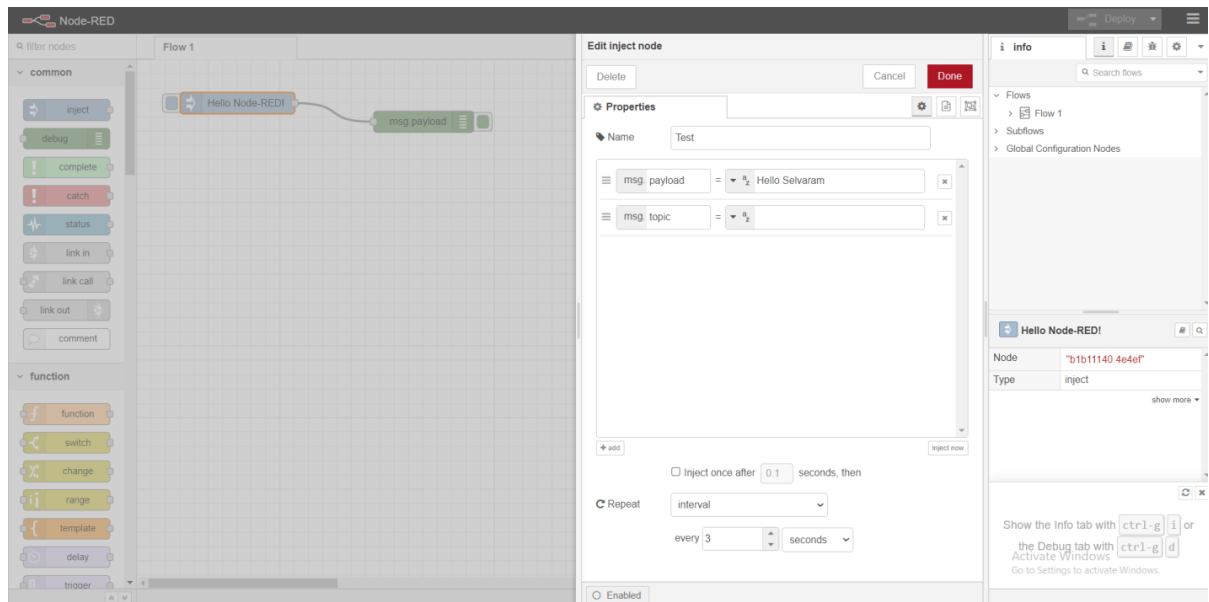 Node-RED
Deploy
filter nodes
common
inject
debug
complete
catch
status
link in
link call
link out
comment
function
function
switch
change
range
template
delay
trigger
Flow 1
Hello Node-RED!
msg.payload
Edit inject node
Delete
Cancel
Done
Properties
Name
Test
msg. payload = a z Hello Selvaram
msg. topic = a z
+ add
inject now
Inject once after 0.1 seconds, then
Repeat
interval
every 3 seconds
Enabled
i info
i
Search flows
Flows
Flow 1
Subflows
Global Configuration Nodes
Hello Node-RED!
Node "b1b11140.4e4ef"
Type inject
show more
Show the Info tab with ctrl-g i or
the Debug tab with ctrl-g d
Activate Windows
Go to Settings to activate Windows.